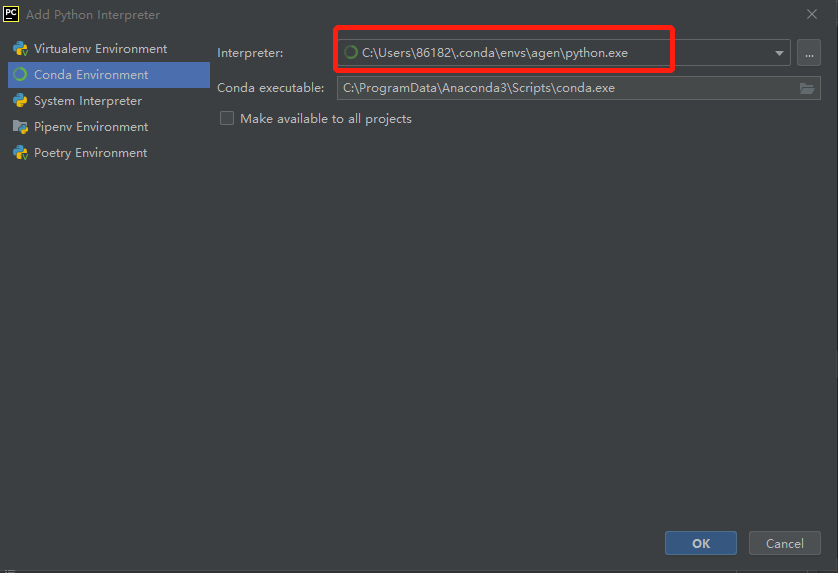 PC Add Python Interpreter
Virtualenv Environment
Conda Environment
System Interpreter
Pipenv Environment
Poetry Environment
Interpreter: C:\Users\86182\.conda\envs\agen\python.exe ...
Conda executable: C:\ProgramData\Anaconda3\Scripts\conda.exe
Make available to all projects
OK Cancel